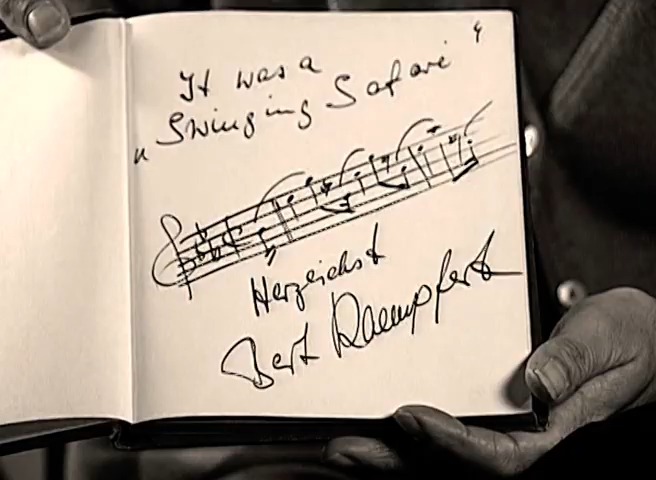 It was a
„Swinging Safari“
Herzlichst
Bert Kaempfert